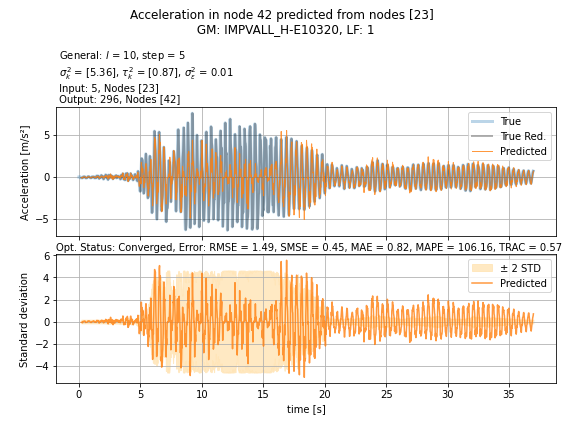 Acceleration in node 42 predicted from nodes [23]
GM: IMPVALL_H-E10320, LF: 1
General: l = 10, step = 5
σ²ₖ = [5.36], τ²ₖ = [0.87], σ²ε = 0.01
Input: 5, Nodes [23]
Output: 296, Nodes [42]
Acceleration [m/s²]
5
0
−5
True
True Red.
Predicted
Opt. Status: Converged, Error: RMSE = 1.49, SMSE = 0.45, MAE = 0.82, MAPE = 106.16, TRAC = 0.57
Standard deviation
6
4
2
0
−2
−4
± 2 STD
Predicted
0 5 10 15 20 25 30 35
time [s]